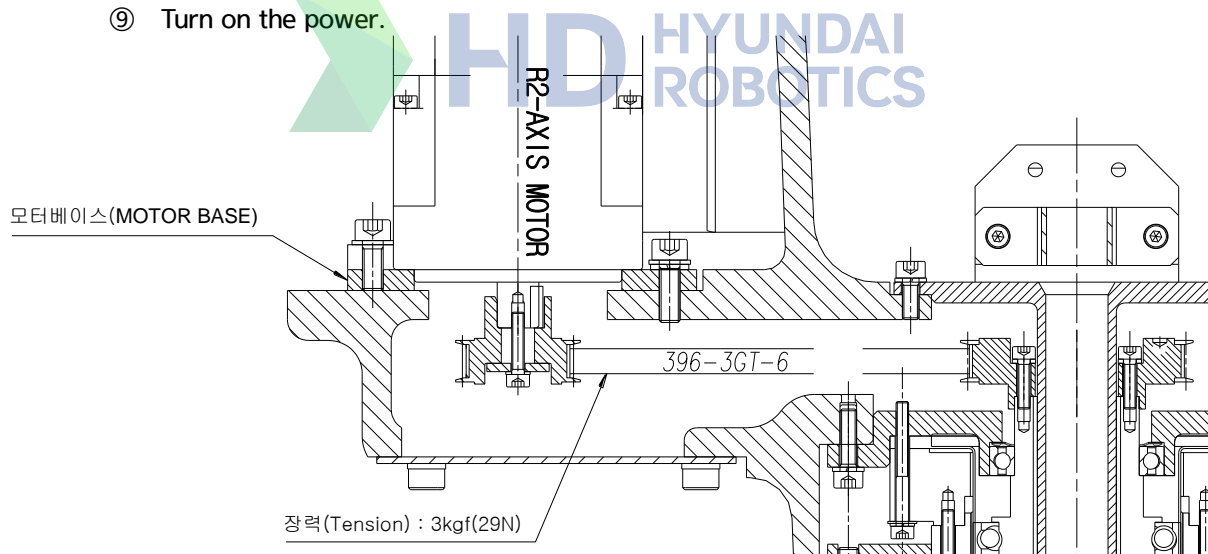 ⑨ Turn on the power.
HD HYUNDAI
ROBOTICS
R2-AXIS MOTOR
모터베이스(MOTOR BASE)
396-3GT-6
장력(Tension) : 3kgf(29N)